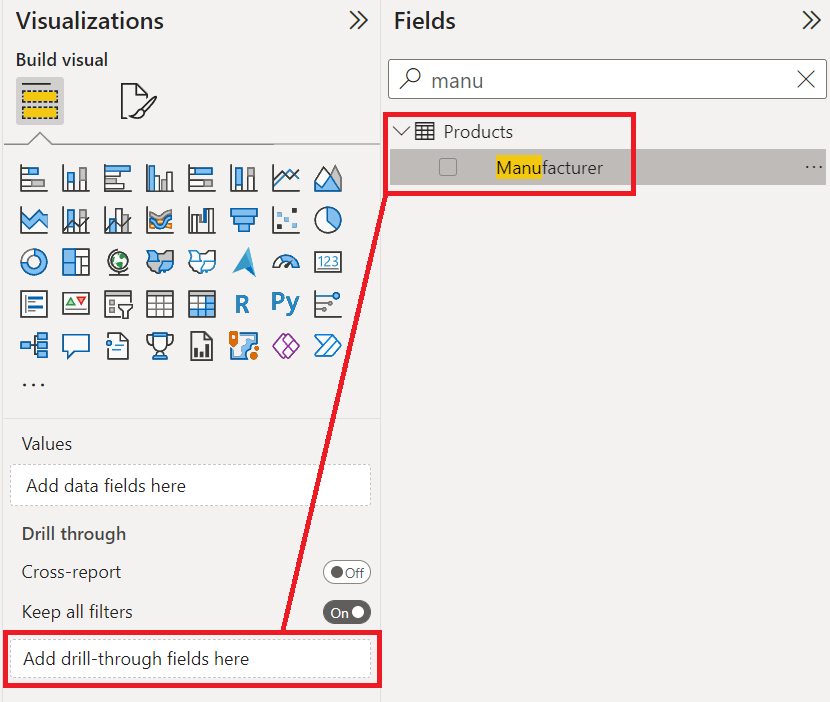 Visualizations
Build visual
123
R
Py
...
Values
Add data fields here
Drill through
Cross-report
Off
Keep all filters
On
Add drill-through fields here
Fields
manu
Products
Manufacturer
...